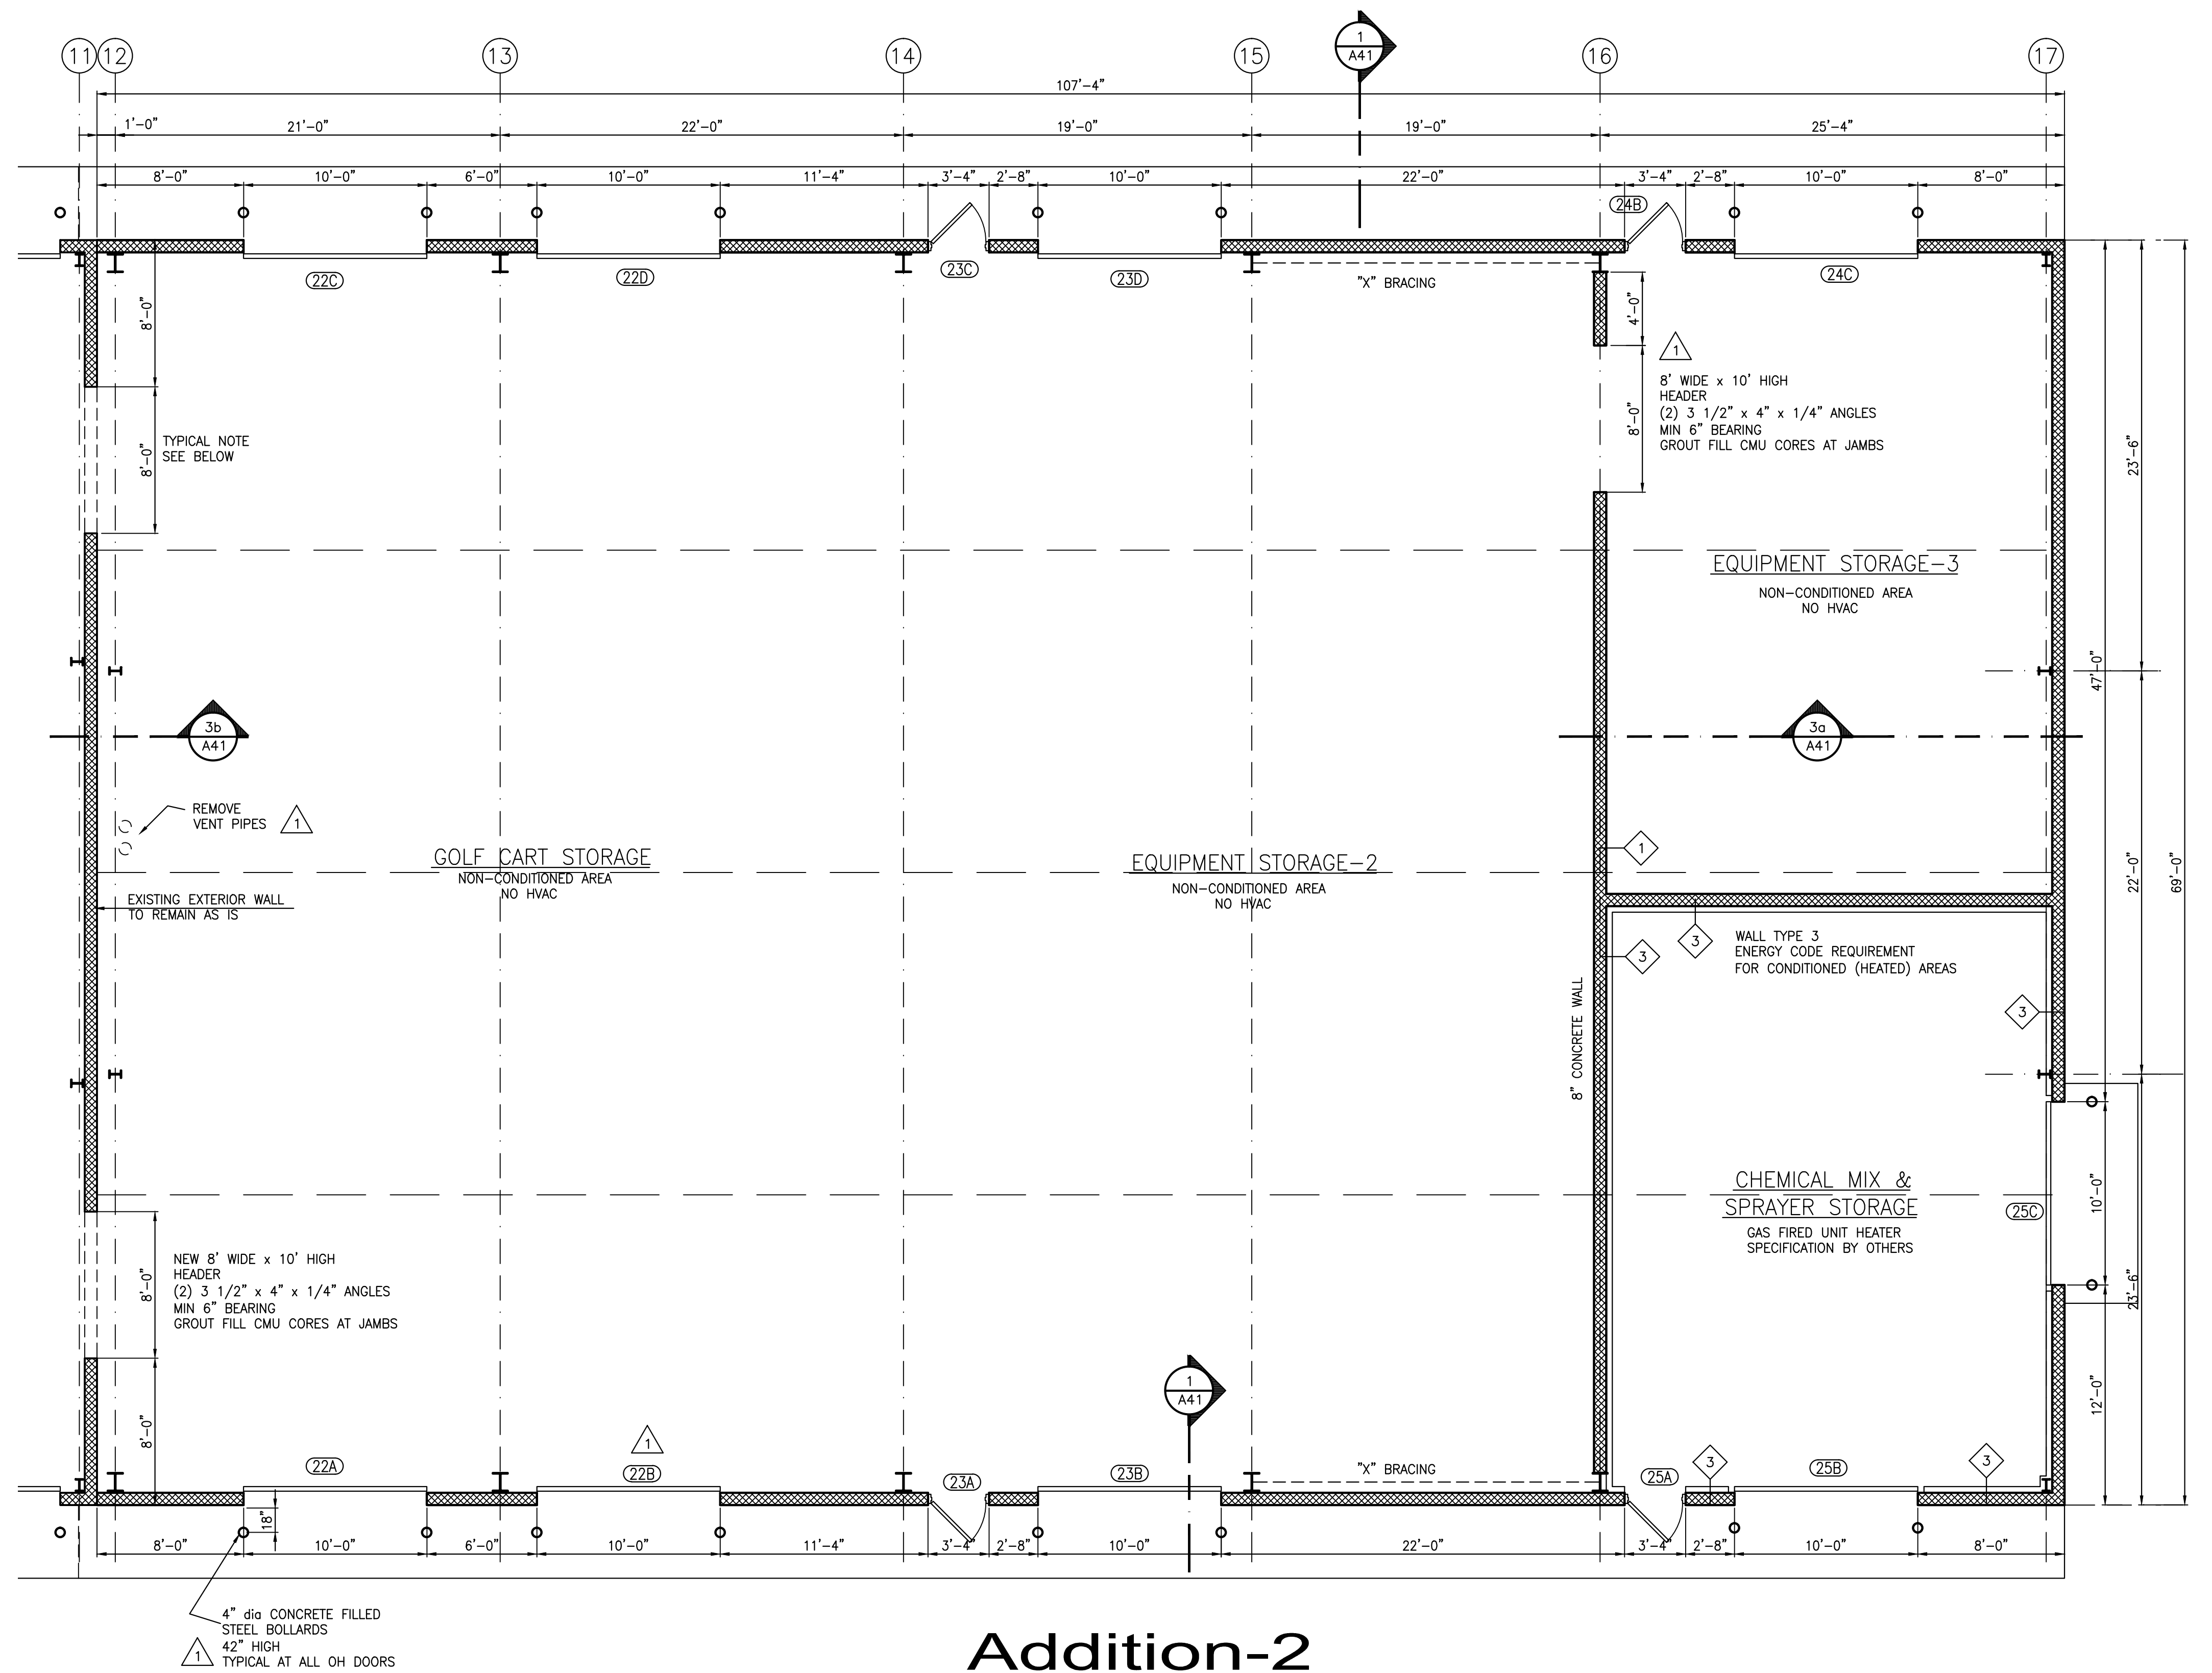 11 12 13 14 15 1 16 17
A41
107'-4"
1'-0" 21'-0" 22'-0" 19'-0" 19'-0" 25'-4"
8'-0" 10'-0" 6'-0" 10'-0" 11'-4" 3'-4" 2'-8" 10'-0" 22'-0" 3'-4" 2'-8" 10'-0" 8'-0"
24B
22C 22D 23C 23D "X" BRACING 24C
8'-0" 4'-0"
1
8' WIDE x 10' HIGH
HEADER
(2) 3 1/2" x 4" x 1/4" ANGLES
MIN 6" BEARING
GROUT FILL CMU CORES AT JAMBS
8'-0"
8'-0"
TYPICAL NOTE
SEE BELOW
23'-6"
EQUIPMENT STORAGE-3
NON-CONDITIONED AREA
NO HVAC
47'-0"
3b
A41
3a
A41
REMOVE
VENT PIPES
1
GOLF CART STORAGE
NON-CONDITIONED AREA
NO HVAC
EQUIPMENT STORAGE-2
NON-CONDITIONED AREA
NO HVAC
1
22'-0"
69'-0"
EXISTING EXTERIOR WALL
TO REMAIN AS IS
3
3
WALL TYPE 3
ENERGY CODE REQUIREMENT
FOR CONDITIONED (HEATED) AREAS
3
8" CONCRETE WALL
CHEMICAL MIX &
SPRAYER STORAGE
GAS FIRED UNIT HEATER
SPECIFICATION BY OTHERS
25C
10'-0"
23'-6"
NEW 8' WIDE x 10' HIGH
HEADER
(2) 3 1/2" x 4" x 1/4" ANGLES
MIN 6" BEARING
GROUT FILL CMU CORES AT JAMBS
8'-0"
8'-0"
1
A41
12'-0"
1
22A 22B 23A 23B "X" BRACING 25A 3 25B 3
18"
8'-0" 10'-0" 6'-0" 10'-0" 11'-4" 3'-4" 2'-8" 10'-0" 22'-0" 3'-4" 2'-8" 10'-0" 8'-0"
4" dia CONCRETE FILLED
STEEL BOLLARDS
1
42" HIGH
TYPICAL AT ALL OH DOORS
Addition-2